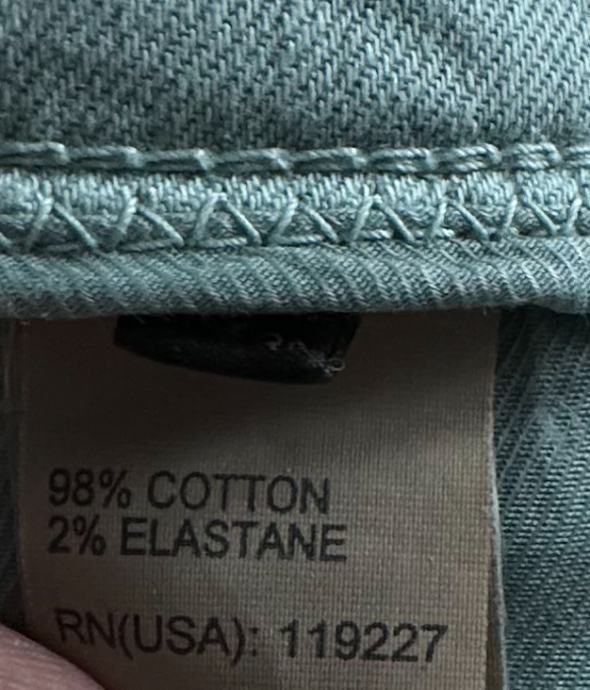 98% COTTON
2% ELASTANE
RN(USA): 119227